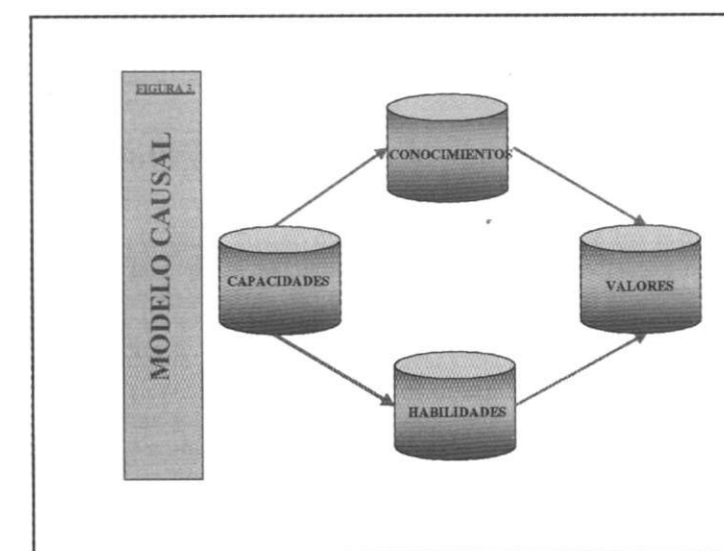 FIGURA 2.
MODELO CAUSAL
CONOCIMIENTOS
CAPACIDADES
VALORES
HABILIDADES